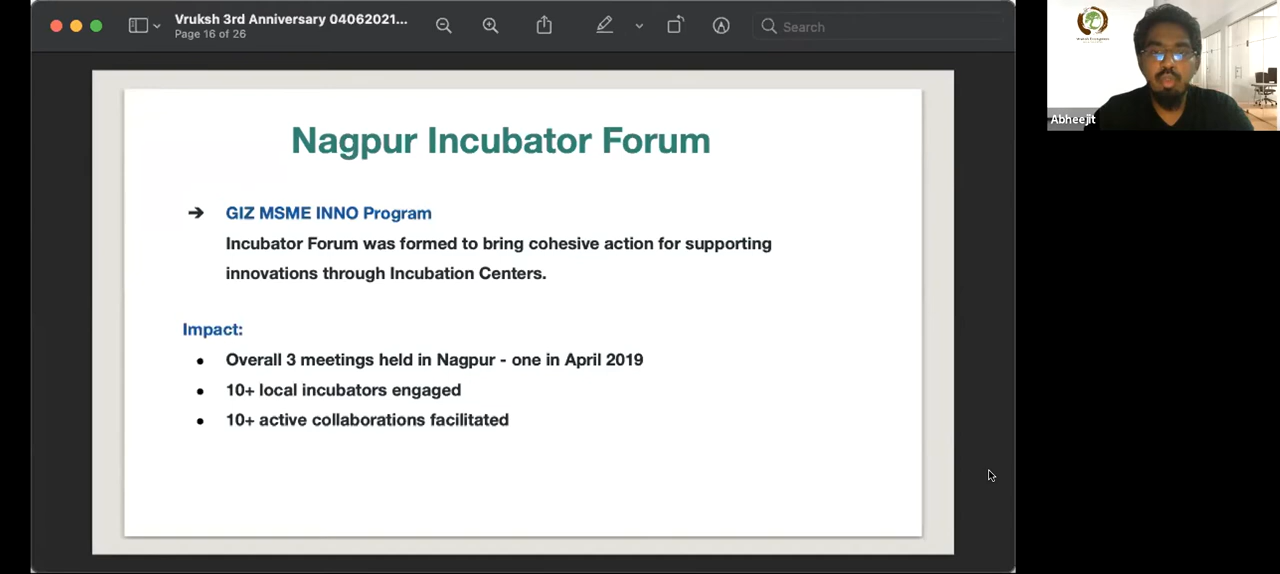 Vruksh 3rd Anniversary 04062021...
Page 16 of 26
Search
Nagpur Incubator Forum
➔ GIZ MSME INNO Program
Incubator Forum was formed to bring cohesive action for supporting
innovations through Incubation Centers.
Impact:
● Overall 3 meetings held in Nagpur - one in April 2019
● 10+ local incubators engaged
● 10+ active collaborations facilitated
Abheejit